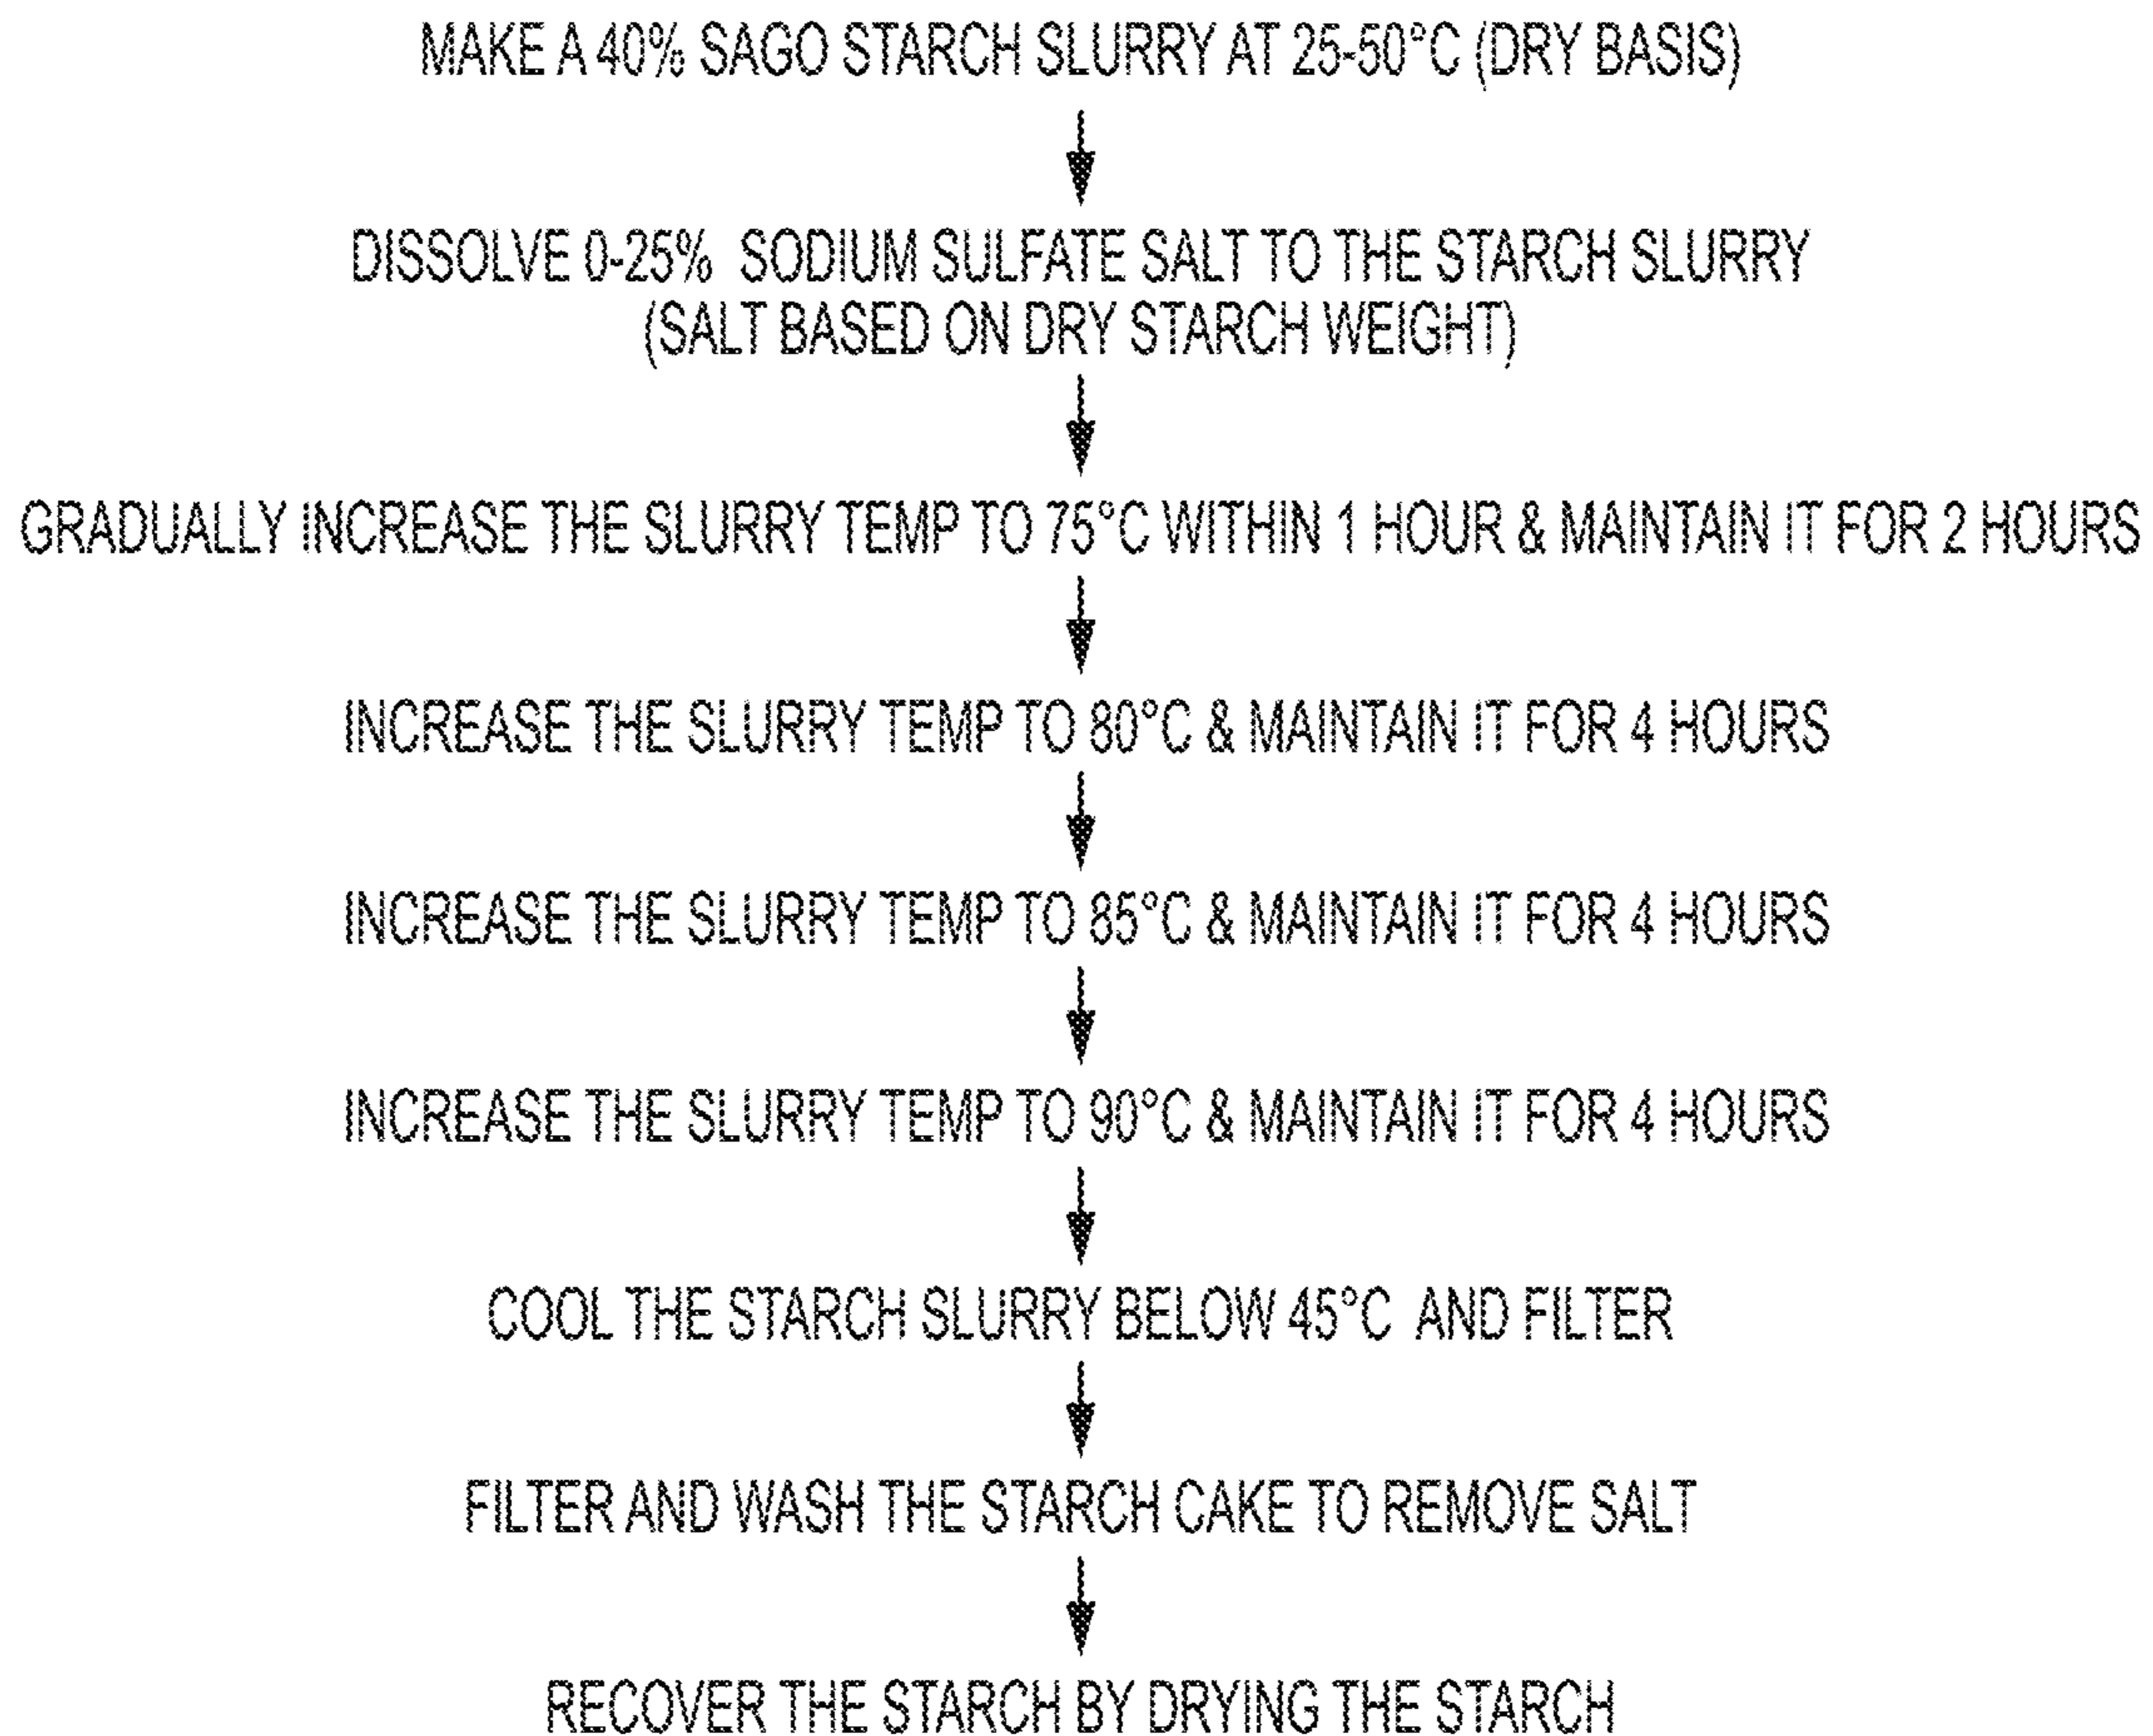 MAKE A 40% SAGO STARCH SLURRY AT 25-50°C (DRY BASIS)
DISSOLVE 0-25% SODIUM SULFATE SALT TO THE STARCH SLURRY
(SALT BASED ON DRY STARCH WEIGHT)
GRADUALLY INCREASE THE SLURRY TEMP TO 75°C WITHIN 1 HOUR & MAINTAIN IT FOR 2 HOURS
INCREASE THE SLURRY TEMP TO 80°C & MAINTAIN IT FOR 4 HOURS
INCREASE THE SLURRY TEMP TO 85°C & MAINTAIN IT FOR 4 HOURS
INCREASE THE SLURRY TEMP TO 90°C & MAINTAIN IT FOR 4 HOURS
COOL THE STARCH SLURRY BELOW 45°C AND FILTER
FILTER AND WASH THE STARCH CAKE TO REMOVE SALT
RECOVER THE STARCH BY DRYING THE STARCH